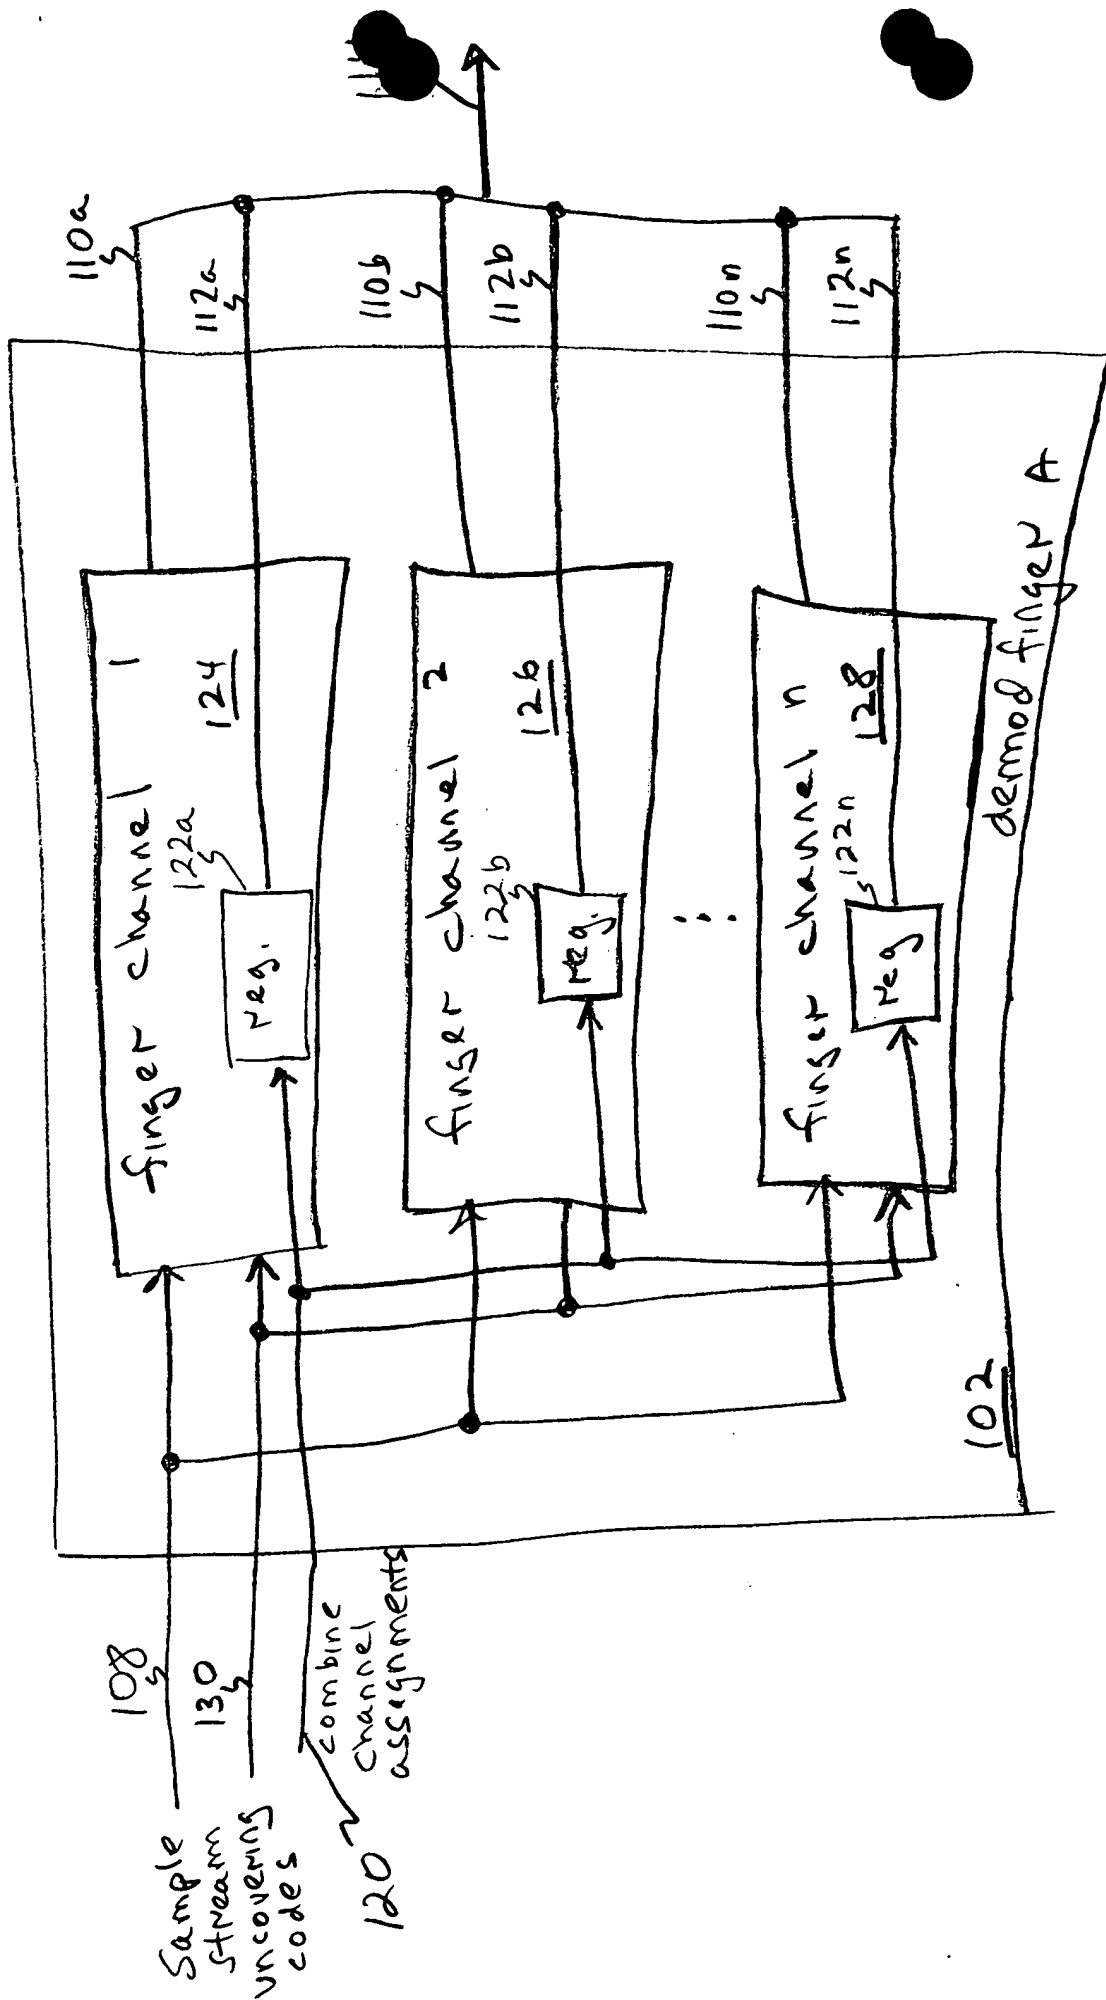 Sample
stream
108
uncovering
codes
130
combine
channel
assignments
120
finger channel 1
122a
124
reg.
110a
112a
finger channel 2
122b
126
reg.
110b
112b
⋮
finger channel n
122n
128
reg
110n
112n
102
demod finger A